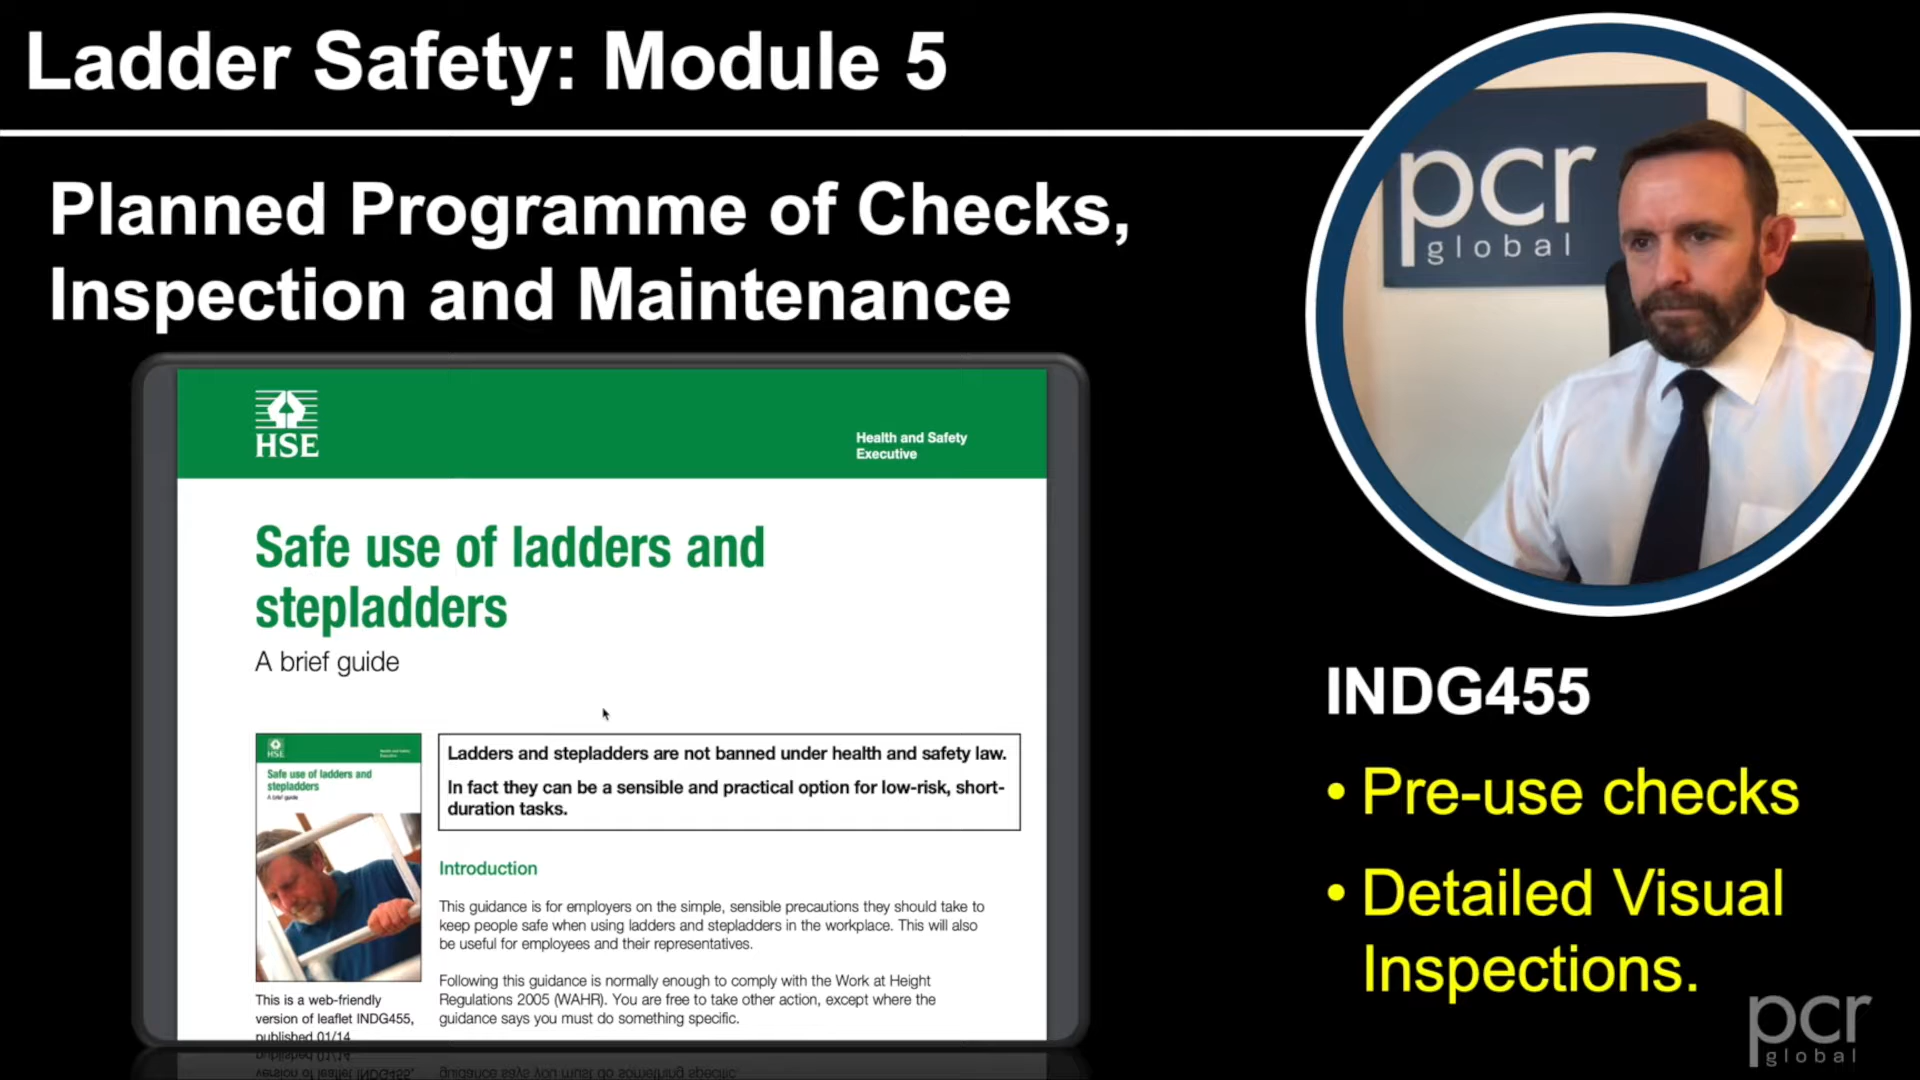 Ladder Safety: Module 5
Planned Programme of Checks,
Inspection and Maintenance
pcr
global
HSE
Health and Safety
Executive
Safe use of ladders and
stepladders
A brief guide
HSE
Safe use of ladders and
stepladders
A brief guide
Ladders and stepladders are not banned under health and safety law.
In fact they can be a sensible and practical option for low-risk, short-
duration tasks.
Introduction
This guidance is for employers on the simple, sensible precautions they should take to
keep people safe when using ladders and stepladders in the workplace. This will also
be useful for employees and their representatives.
Following this guidance is normally enough to comply with the Work at Height
Regulations 2005 (WAHR). You are free to take other action, except where the
guidance says you must do something specific.
This is a web-friendly
version of leaflet INDG455,
published 01/14
INDG455
• Pre-use checks
• Detailed Visual
Inspections.
pcr
global